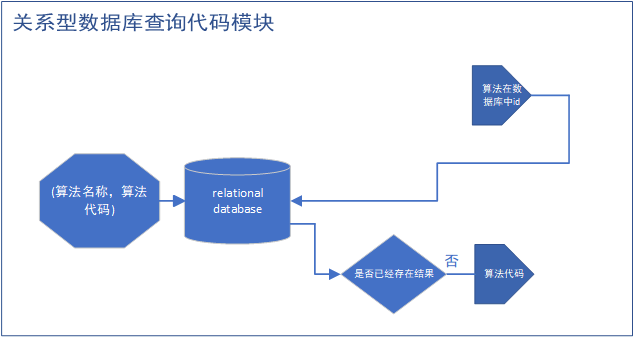 关系型数据库查询代码模块
算法在数
据库中id
(算法名称，算法
代码)
relational
database
是否已经存在结果
否
算法代码